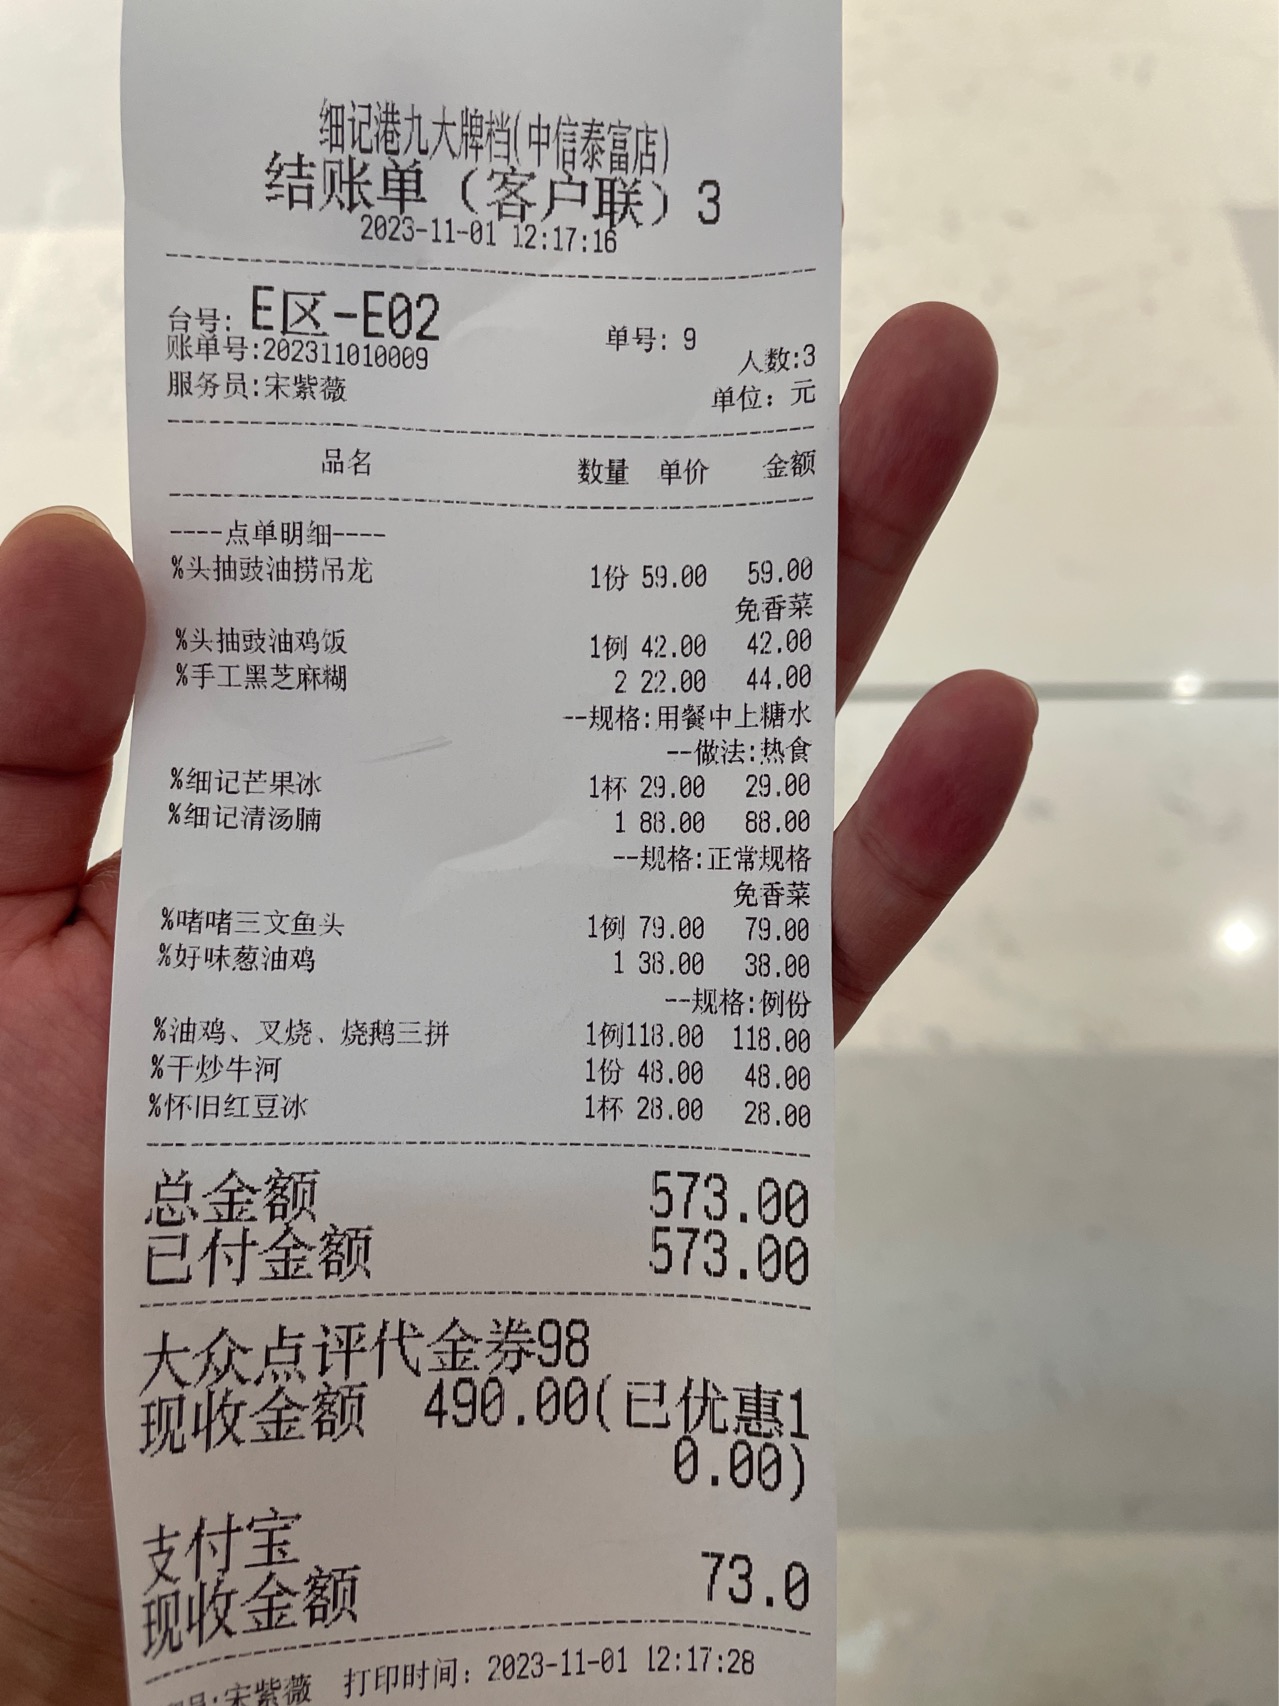 细记港九大牌档(中信泰富店)
结账单（客户联）3
2023-11-01 12:17:16
台号: E区-E02 单号: 9
账单号:202311010009 人数:3
服务员:宋紫薇 单位: 元
品名 数量 单价 金额
----点单明细----
%头抽豉油捞吊龙 1份 59.00 59.00
免香菜
%头抽豉油鸡饭 1例 42.00 42.00
%手工黑芝麻糊 2 22.00 44.00
--规格:用餐中上糖水
--做法:热食
%细记芒果冰 1杯 29.00 29.00
%细记清汤腩 1 88.00 88.00
--规格:正常规格
免香菜
%啫啫三文鱼头 1例 79.00 79.00
%好味葱油鸡 1 38.00 38.00
--规格:例份
%油鸡、叉烧、烧鹅三拼 1例118.00 118.00
%干炒牛河 1份 48.00 48.00
%怀旧红豆冰 1杯 28.00 28.00
总金额 573.00
已付金额 573.00
大众点评代金券98
现收金额 490.00(已优惠1
0.00)
支付宝
现收金额 73.0
员:宋紫薇 打印时间: 2023-11-01 12:17:28